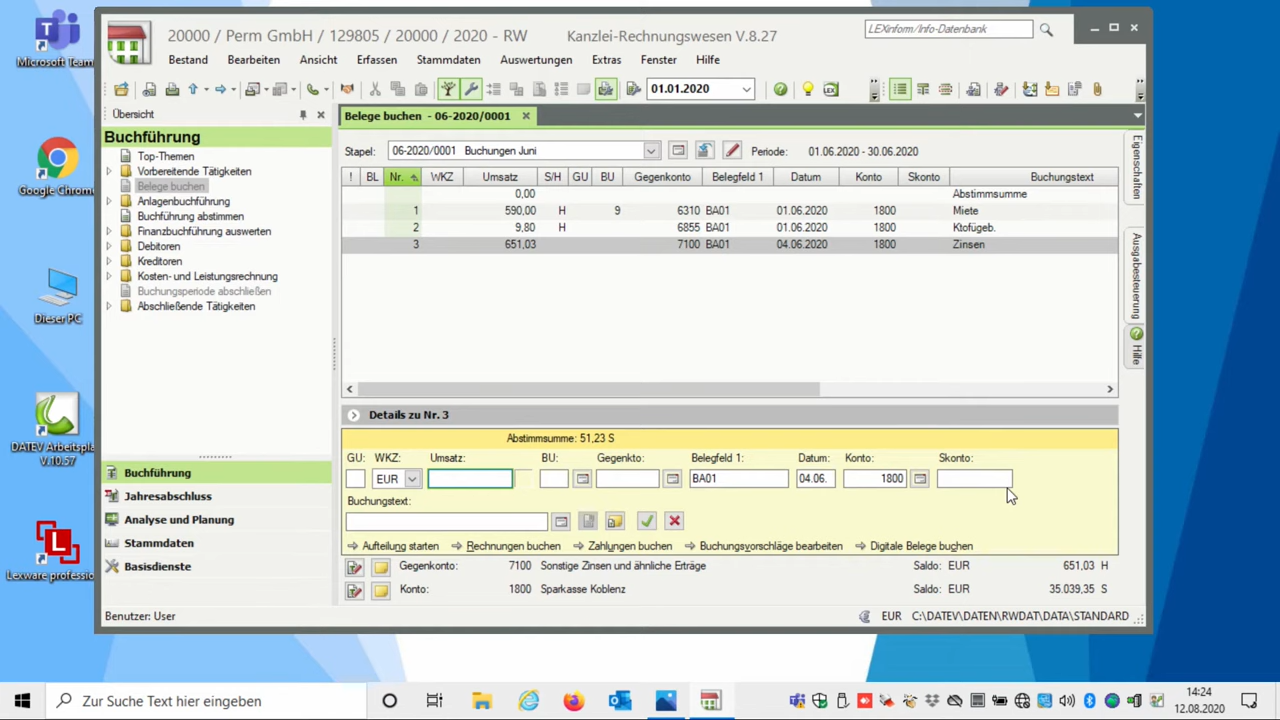 Microsoft Team
Google Chrom
Dieser PC
DATEV Arbeitspla
V.10.57
Lexware professio
Peter GmbH / 129805 / 20000 / 2020 - RW
Kanzlei-Rechnungswesen V.8.27
LEXinform/Info-Datenbank
Bestand Bearbeiten Ansicht Erfassen Stammdaten Auswertungen Extras Fenster Hilfe
01.01.2020
Übersicht
Buchführung
Top-Themen
Vorbereitende Tätigkeiten
Belege buchen
Anlagenbuchführung
Buchführung abstimmen
Finanzbuchführung auswerten
Debitoren
Kreditoren
Kosten- und Leistungsrechnung
Buchungsperiode abschließen
Abschließende Tätigkeiten
Buchführung
Jahresabschluss
Analyse und Planung
Stammdaten
Basisdienste
Benutzer: User
Belege buchen - 06-2020/0001
Stapel: 06-2020/0001 Buchungen Juni Periode: 01.06.2020 - 30.06.2020
! BL Nr. WKZ Umsatz S/H GU BU Gegenkonto Belegfeld 1 Datum Konto Skonto Buchungstext
0,00 Abstimmsumme
1 590,00 H 9 6310 BA01 01.06.2020 1800 Miete
2 9,80 H 6855 BA01 01.06.2020 1800 Ktofügeb.
3 651,03 7100 BA01 04.06.2020 1800 Zinsen
Eigenschaften
Ausgabesteuerung
Hilfe
Details zu Nr. 3
Abstimmsumme: 51,23 S
GU: WKZ: Umsatz: BU: Gegenkto: Belegfeld 1: Datum: Konto: Skonto:
EUR BA01 04.06. 1800
Buchungstext:
Aufteilung starten Rechnungen buchen Zahlungen buchen Buchungsvorschläge bearbeiten Digitale Belege buchen
Gegenkonto: 7100 Sonstige Zinsen und ähnliche Erträge Saldo: EUR 651,03 H
Konto: 1800 Sparkasse Koblenz Saldo: EUR 35.039,35 S
EUR C:\DATEV\DATEN\RWDAT\DATA\STANDARD
Zur Suche Text hier eingeben
14:24
12.08.2020